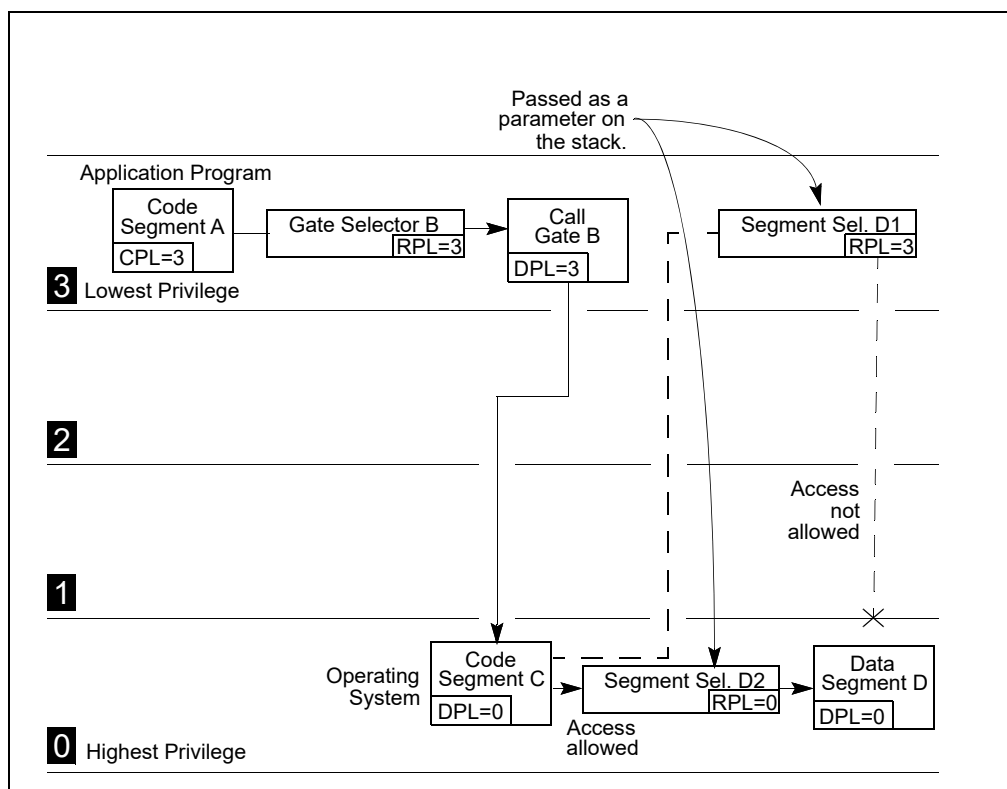 Passed as a
parameter on
the stack.
Application Program
Code
Segment A
CPL=3
Gate Selector B
RPL=3
Call
Gate B
DPL=3
Segment Sel. D1
RPL=3
3
Lowest Privilege
2
Access
not
allowed
1
Operating
System
Code
Segment C
DPL=0
Segment Sel. D2
RPL=0
Access
allowed
Data
Segment D
DPL=0
0
Highest Privilege